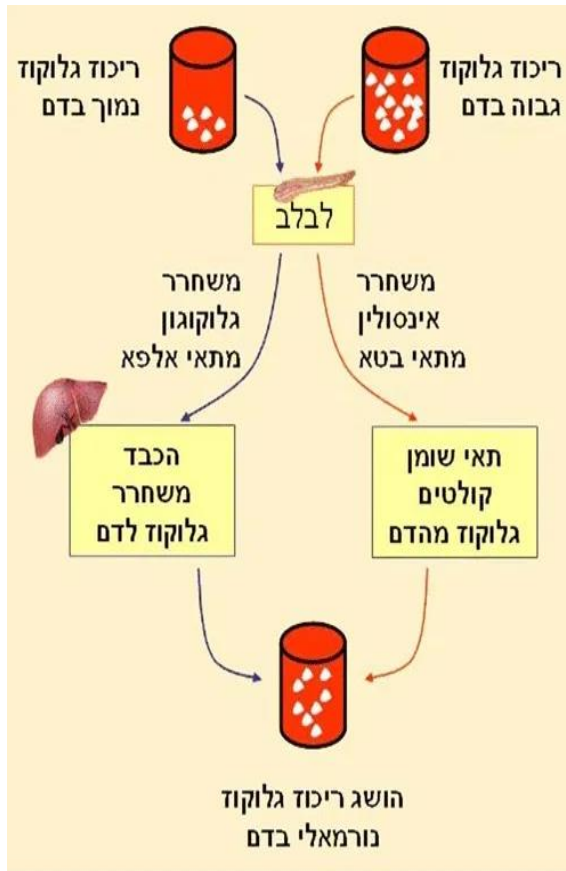 ריכוז גלוקוז
גבוה בדם
ריכוז גלוקוז
נמוך בדם
לבלב
משחרר
אינסולין
מתאי בטא
משחרר
גלוקוגון
מתאי אלפא
תאי שומן
קולטים
גלוקוז מהדם
הכבד
משחרר
גלוקוז לדם
הושג ריכוז גלוקוז
נורמאלי בדם